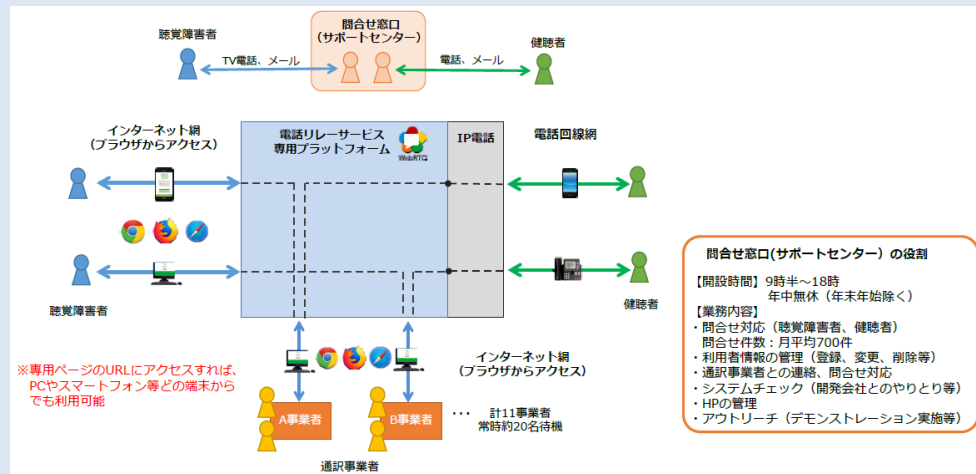 問合せ窓口
(サポートセンター)
聴覚障害者
健聴者
TV電話、メール
電話、メール
インターネット網
(ブラウザからアクセス)
電話リレーサービス
専用プラットフォーム
WebRTC
IP電話
電話回線網
聴覚障害者
健聴者
※専用ページのURLにアクセスすれば、
PCやスマートフォン等どの端末から
でも利用可能
インターネット網
(ブラウザからアクセス)
A事業者
B事業者
… 計11事業者
常時約20名待機
通訳事業者
問合せ窓口(サポートセンター)の役割
【開設時間】9時半~18時
年中無休(年末年始除く)
【業務内容】
・問合せ対応(聴覚障害者、健聴者)
問合せ件数:月平均700件
・利用者情報の管理(登録、変更、削除等)
・通訳事業者との連絡、問合せ対応
・システムチェック(開発会社とのやりとり等)
・HPの管理
・アウトリーチ(デモンストレーション実施等)